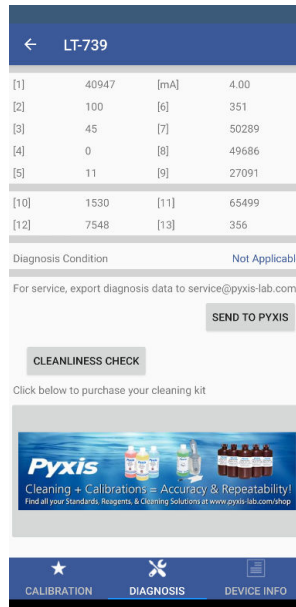 LT-739
[1] 40947 [mA] 4.00
[2] 100 [6] 351
[3] 45 [7] 50289
[4] 0 [8] 49686
[5] 11 [9] 27091
[10] 1530 [11] 65499
[12] 7548 [13] 356
Diagnosis Condition Not Applicabl
For service, export diagnosis data to service@pyxis-lab.com
SEND TO PYXIS
CLEANLINESS CHECK
Click below to purchase your cleaning kit
Pyxis
Cleaning + Calibrations = Accuracy & Repeatability!
Find all your Standards, Reagents, & Cleaning Solutions at www.pyxis-lab.com/shop
CALIBRATION DIAGNOSIS DEVICE INFO